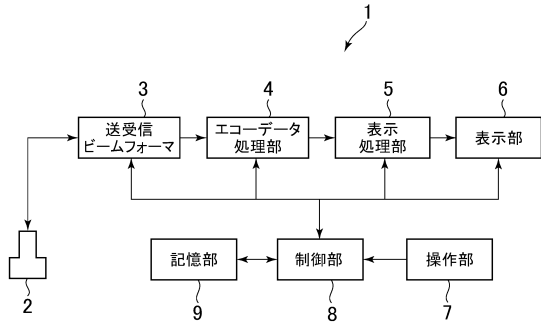 1
3
4
5
6
送受信
ビームフォーマ
エコーデータ
処理部
表示
処理部
表示部
記憶部
制御部
操作部
2
9
8
7